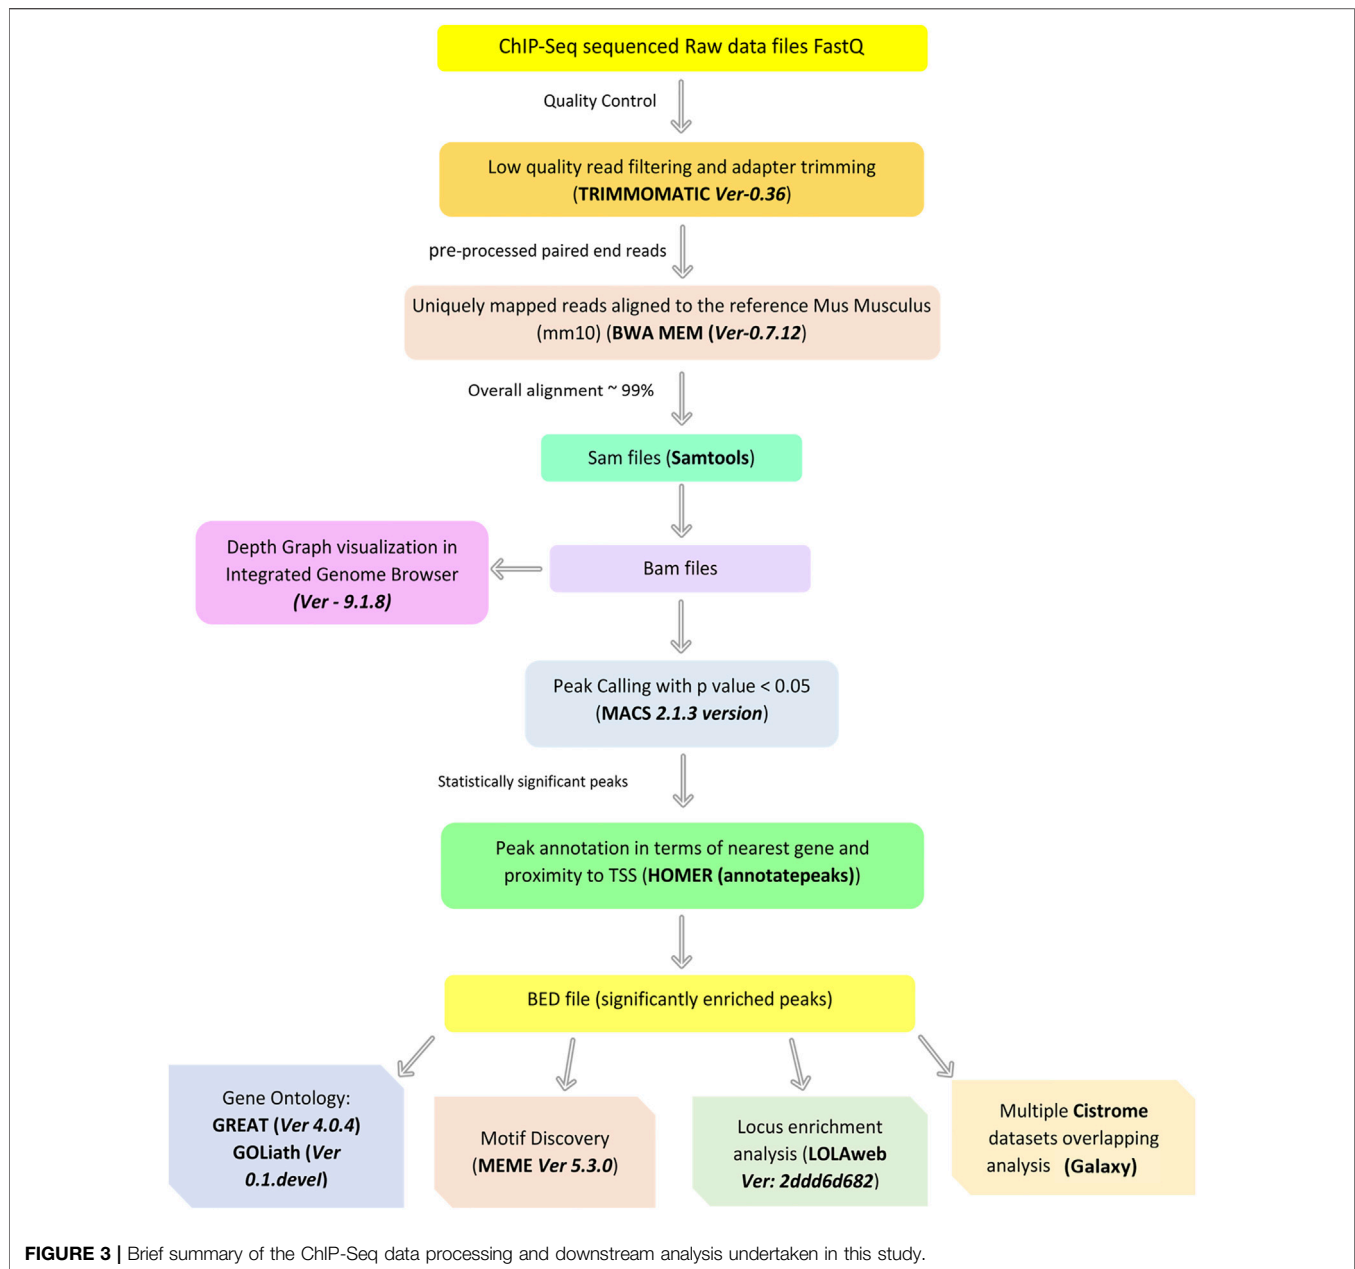 ChIP-Seq sequenced Raw data files FastQ
Quality Control
Low quality read filtering and adapter trimming
(TRIMMOMATIC Ver-0.36)
pre-processed paired end reads
Uniquely mapped reads aligned to the reference Mus Musculus
(mm10) (BWA MEM (Ver-0.7.12)
Overall alignment ~ 99%
Sam files (Samtools)
Depth Graph visualization in
Integrated Genome Browser
(Ver - 9.1.8)
Bam files
Peak Calling with p value < 0.05
(MACS 2.1.3 version)
Statistically significant peaks
Peak annotation in terms of nearest gene and
proximity to TSS (HOMER (annotatepeaks))
BED file (significantly enriched peaks)
Gene Ontology:
GREAT (Ver 4.0.4)
GOLiath (Ver
0.1.devel)
Motif Discovery
(MEME Ver 5.3.0)
Locus enrichment
analysis (LOLAweb
Ver: 2ddd6d682)
Multiple Cistrome
datasets overlapping
analysis (Galaxy)
FIGURE 3 | Brief summary of the ChIP-Seq data processing and downstream analysis undertaken in this study.